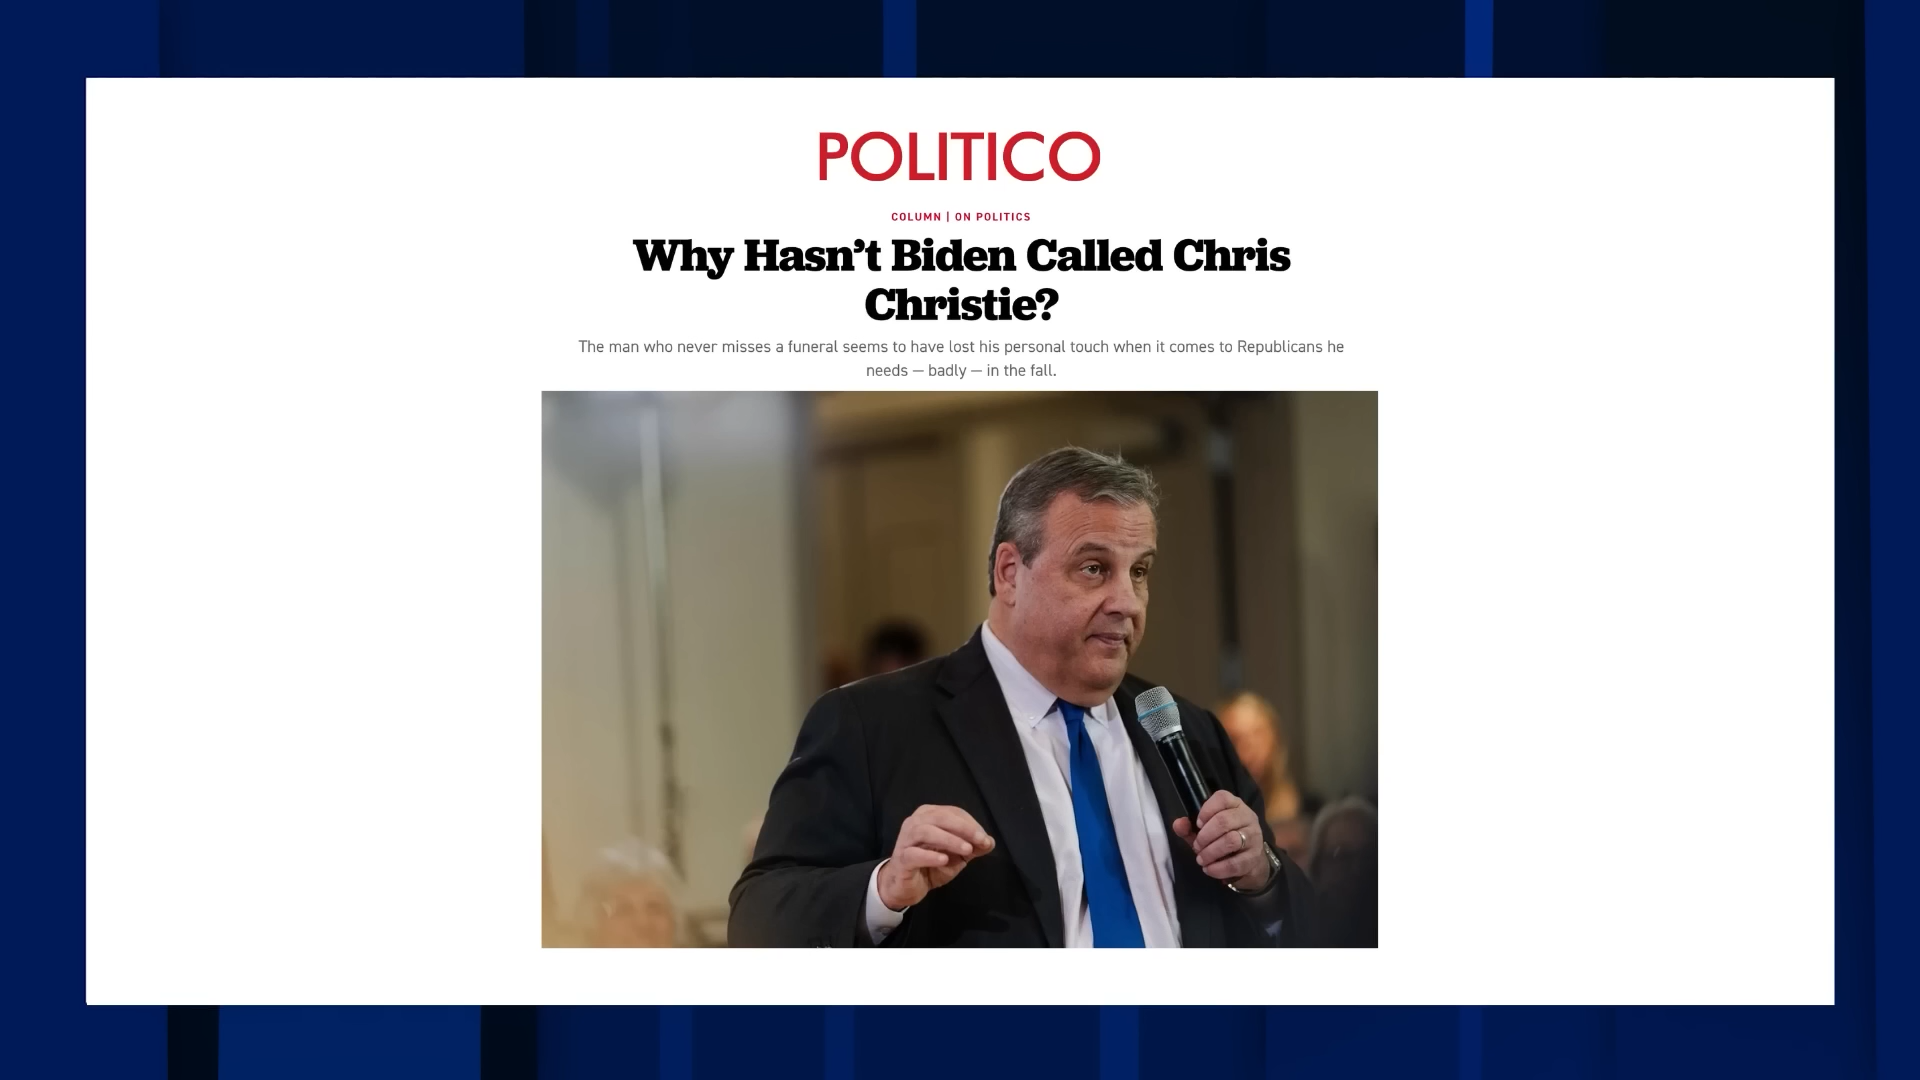 POLITICO
COLUMN | ON POLITICS
Why Hasn’t Biden Called Chris
Christie?
The man who never misses a funeral seems to have lost his personal touch when it comes to Republicans he
needs — badly — in the fall.